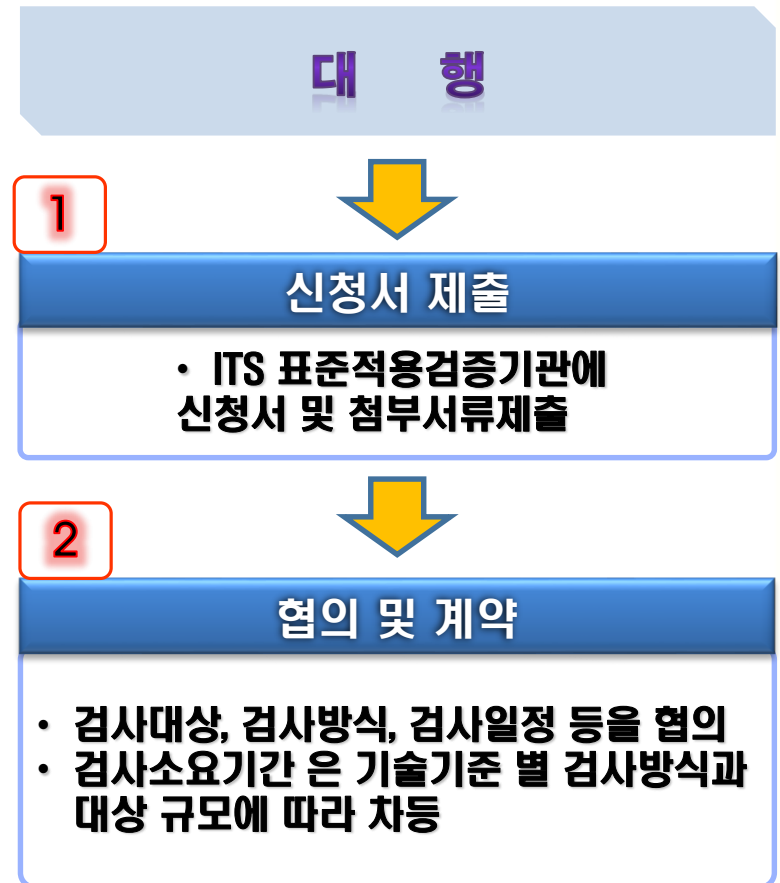 대 행
1
신청서 제출
• ITS 표준적용검증기관에
신청서 및 첨부서류제출
2
협의 및 계약
• 검사대상, 검사방식, 검사일정 등을 협의
• 검사소요기간 은 기술기준 별 검사방식과
대상 규모에 따라 차등